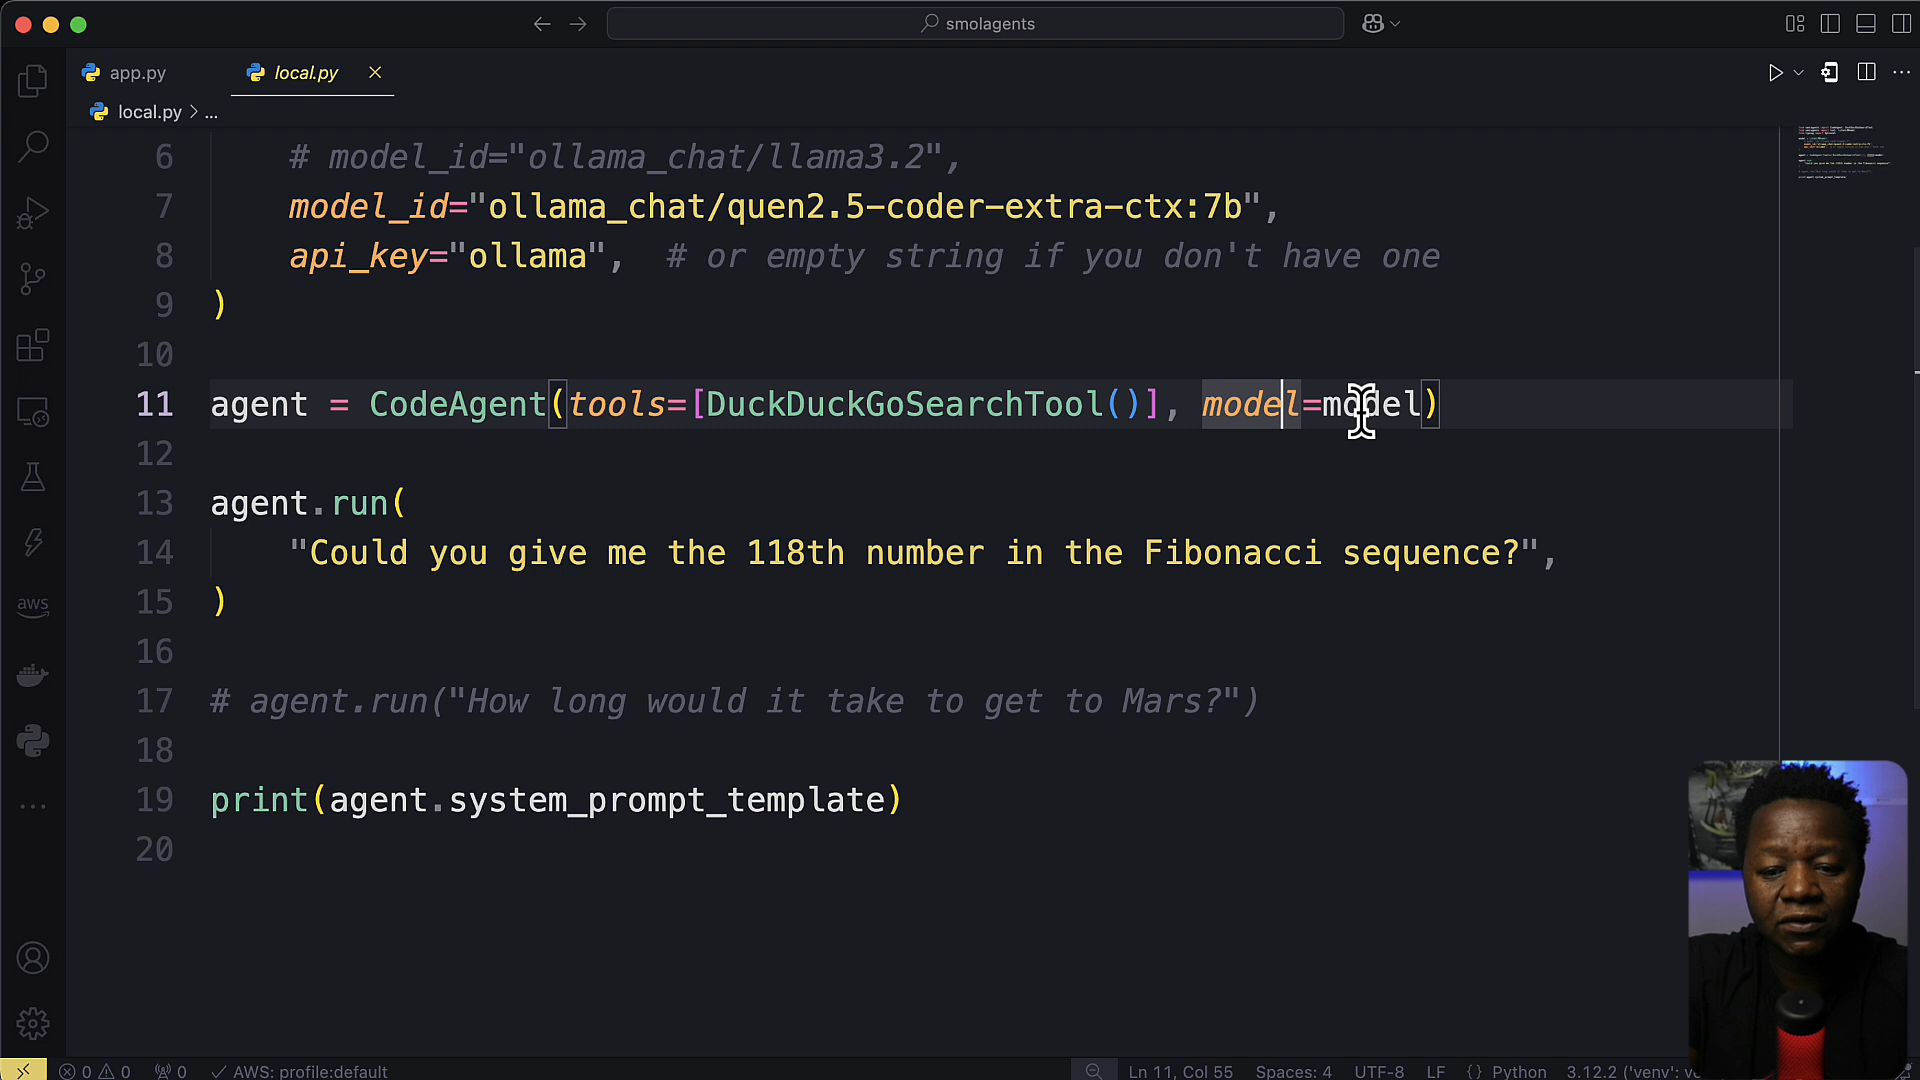 smolagents
app.py
local.py
local.py > ...
6 # model_id="ollama_chat/llama3.2",
7 model_id="ollama_chat/quen2.5-coder-extra-ctx:7b",
8 api_key="ollama", # or empty string if you don't have one
9 )
10
11 agent = CodeAgent(tools=[DuckDuckGoSearchTool()], model=model)
12
13 agent.run(
14 "Could you give me the 118th number in the Fibonacci sequence?",
15 )
16
17 # agent.run("How long would it take to get to Mars?")
18
19 print(agent.system_prompt_template)
20
aws
0 0 0 AWS: profile:default Ln 11, Col 55 Spaces: 4 UTF-8 LF {} Python 3.12.2 ('venv':